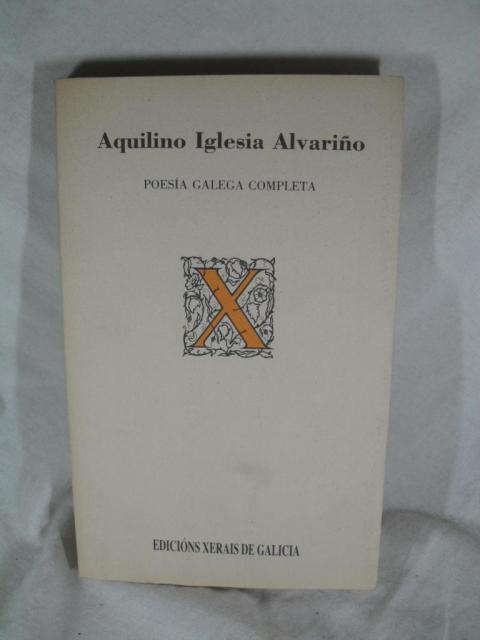 Aquilino Iglesia Alvariño
POESÍA GALEGA COMPLETA
X
EDICIÓNS XERAIS DE GALICIA